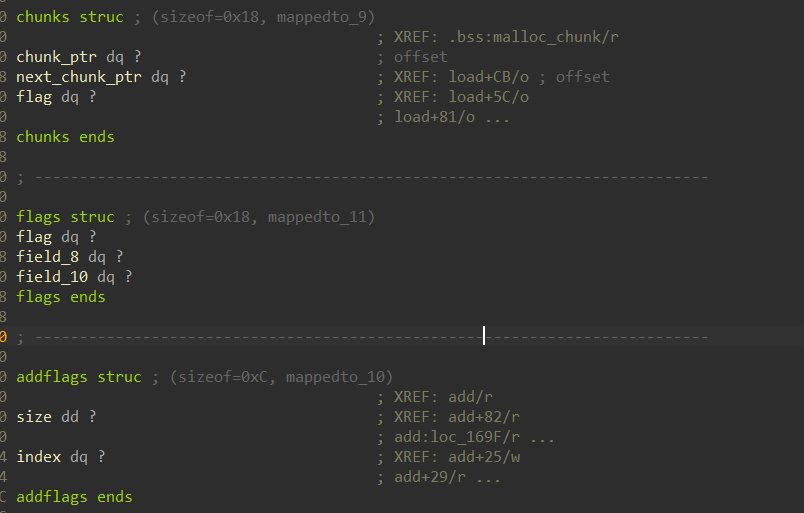 0 chunks struc ; (sizeof=0x18, mappedto_9)
0 ; XREF: .bss:malloc_chunk/r
0 chunk_ptr dq ? ; offset
8 next_chunk_ptr dq ? ; XREF: load+CB/o ; offset
0 flag dq ? ; XREF: load+5C/o
0 ; load+81/o ...
8 chunks ends
8
0 ; ---------------------------------------------------------------------------
0
0 flags struc ; (sizeof=0x18, mappedto_11)
0 flag dq ?
8 field_8 dq ?
0 field_10 dq ?
8 flags ends
8
0 ; ---------------------------------------------------------------------------
0
0 addflags struc ; (sizeof=0xC, mappedto_10)
0 ; XREF: add/r
0 size dd ? ; XREF: add+82/r
0 ; add:loc_169F/r ...
4 index dq ? ; XREF: add+25/w
4 ; add+29/r ...
C addflags ends